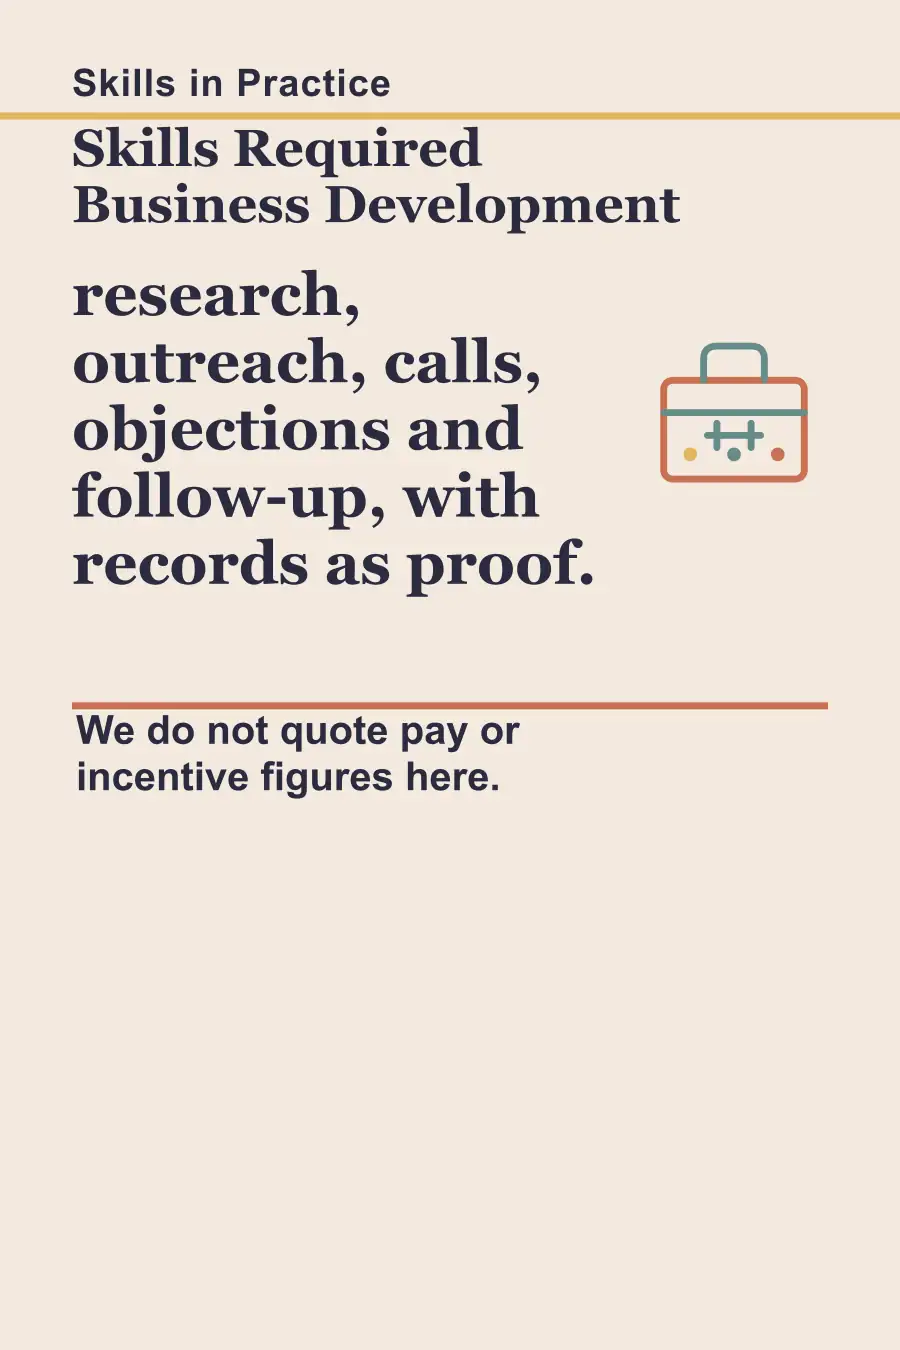 Skills in Practice
Skills Required
Business Development
research,
outreach, calls,
objections and
follow-up, with
records as proof.
We do not quote pay or
incentive figures here.